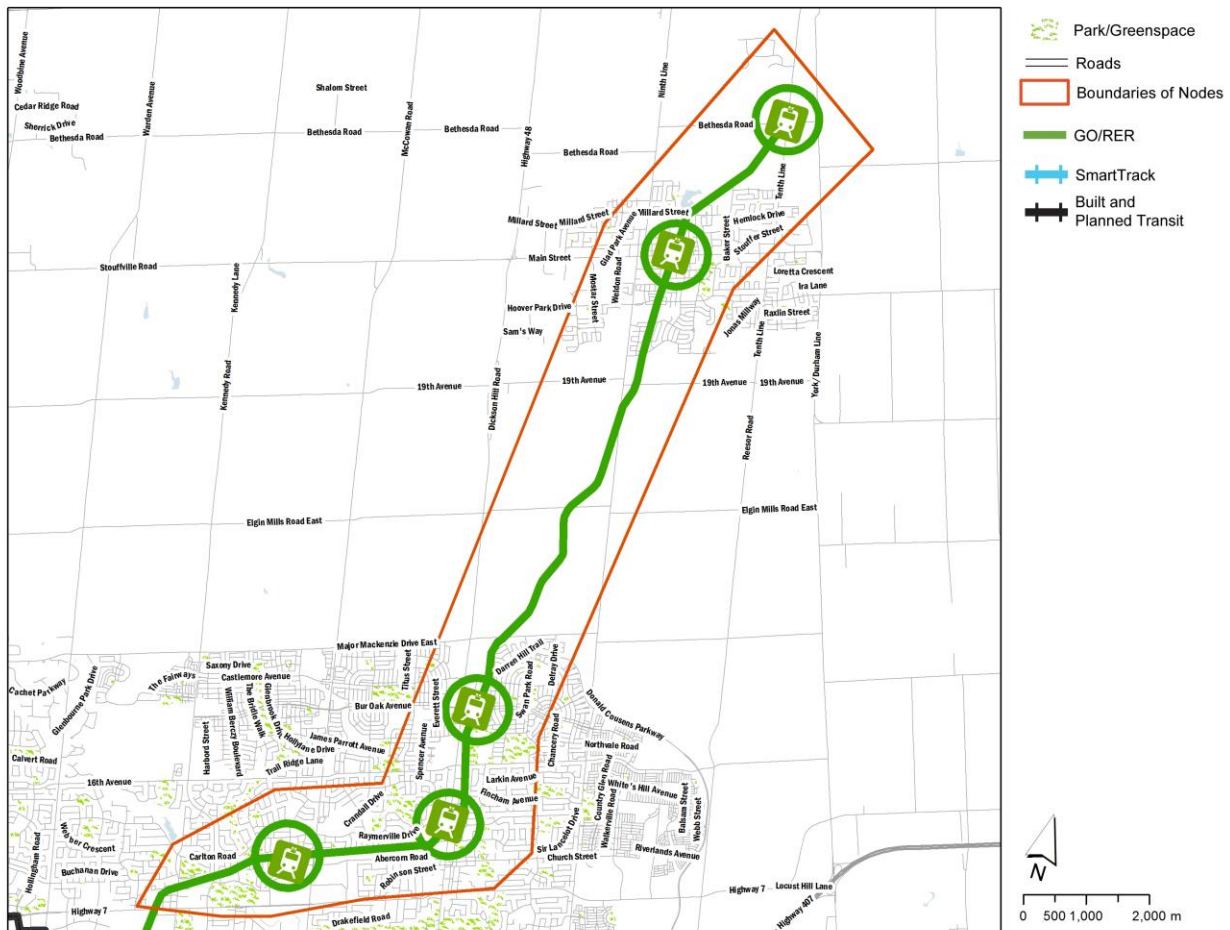 Woodbine Avenue
Cedar Ridge Road
Sherrick Drive
Bethesda Road
Warden Avenue
Shalom Street
Bethesda Road
McCowan Road
Bethesda Road
Highway 48
Bethesda Road
Ninth Line
Bethesda Road
Tenth Line
Millard Street
Millard Street
Glad Park Avenue
Millard Street
Baker Street
Hemlock Drive
Stouffer Street
Main Street
Stouffville Road
Kennedy Lane
Mostar Street
Weldon Road
Loretta Crescent
Ira Lane
Hoover Park Drive
Sam's Way
Jonas Millway
Raxlin Street
Tenth Line
York/ Durham Line
Kennedy Road
19th Avenue
19th Avenue
19th Avenue
19th Avenue
Dickson Hill Road
Reesor Road
Elgin Mills Road East
Elgin Mills Road East
Major Mackenzie Drive East
Cachet Parkway
Glenbourne Park Drive
The Fairways
Saxony Drive
Castlemore Avenue
William Berczy Boulevard
The Bridle Walk
Glenbrook Drive
Hollylane Drive
Titus Street
Everett Street
Bur Oak Avenue
Darren Hill Trail
Swan Park Road
Delray Drive
Donald Cousens Parkway
Harbord Street
James Parrott Avenue
Trail Ridge Lane
Spencer Avenue
Chancery Road
Northvale Road
Calvert Road
16th Avenue
Larkin Avenue
Fincham Avenue
Country Glen Road
White's Hill Avenue
Walkerville Road
Balsam Street
Webb Street
Crandall Drive
Raymerville Drive
Sir Lancelot Drive
Church Street
Riverlands Avenue
Hollingham Road
Webber Crescent
Buchanan Drive
Carlton Road
Abercorn Road
Robinson Street
Highway 7
Drakefield Road
Highway 7
Locust Hill Lane
Highway 407
Park/Greenspace
Roads
Boundaries of Nodes
GO/RER
SmartTrack
Built and
Planned Transit
N
0 500 1,000 2,000 m